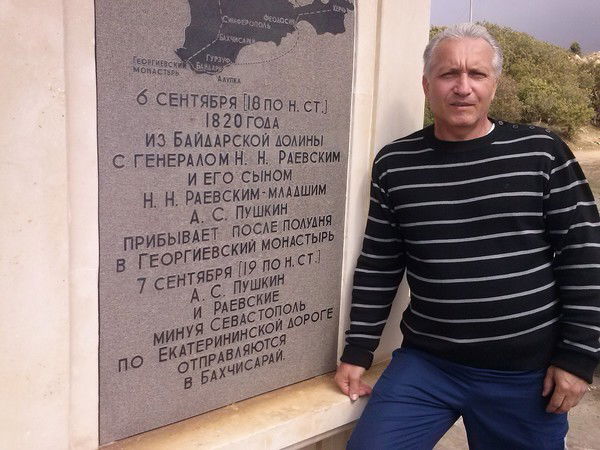 Симферополь
Феодосия
Керчь
Бахчисарай
Георгиевский
монастырь
Гурзуф
Алупка
6 сентября [18 по н. ст.]
1820 года
из Байдарской долины
с генералом Н. Н. Раевским
и его сыном
Н. Н. Раевским-младшим
А. С. Пушкин
прибывает после полудня
в Георгиевский монастырь
7 сентября [19 по н. ст.]
А. С. Пушкин
и Раевские
минуя Севастополь
по Екатерининской дороге
отправляются
в Бахчисарай.